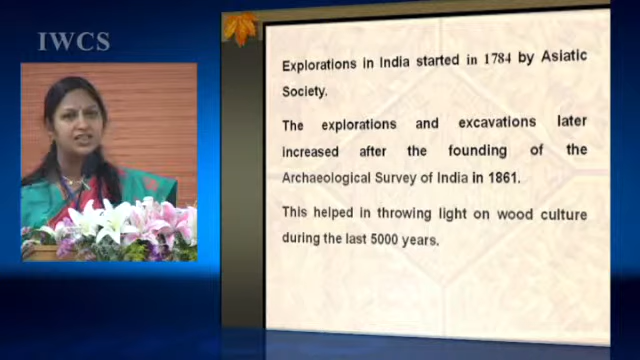 IWCS
Explorations in India started in 1784 by Asiatic
Society.
The explorations and excavations later
increased after the founding of the
Archaeological Survey of India in 1861.
This helped in throwing light on wood culture
during the last 5000 years.